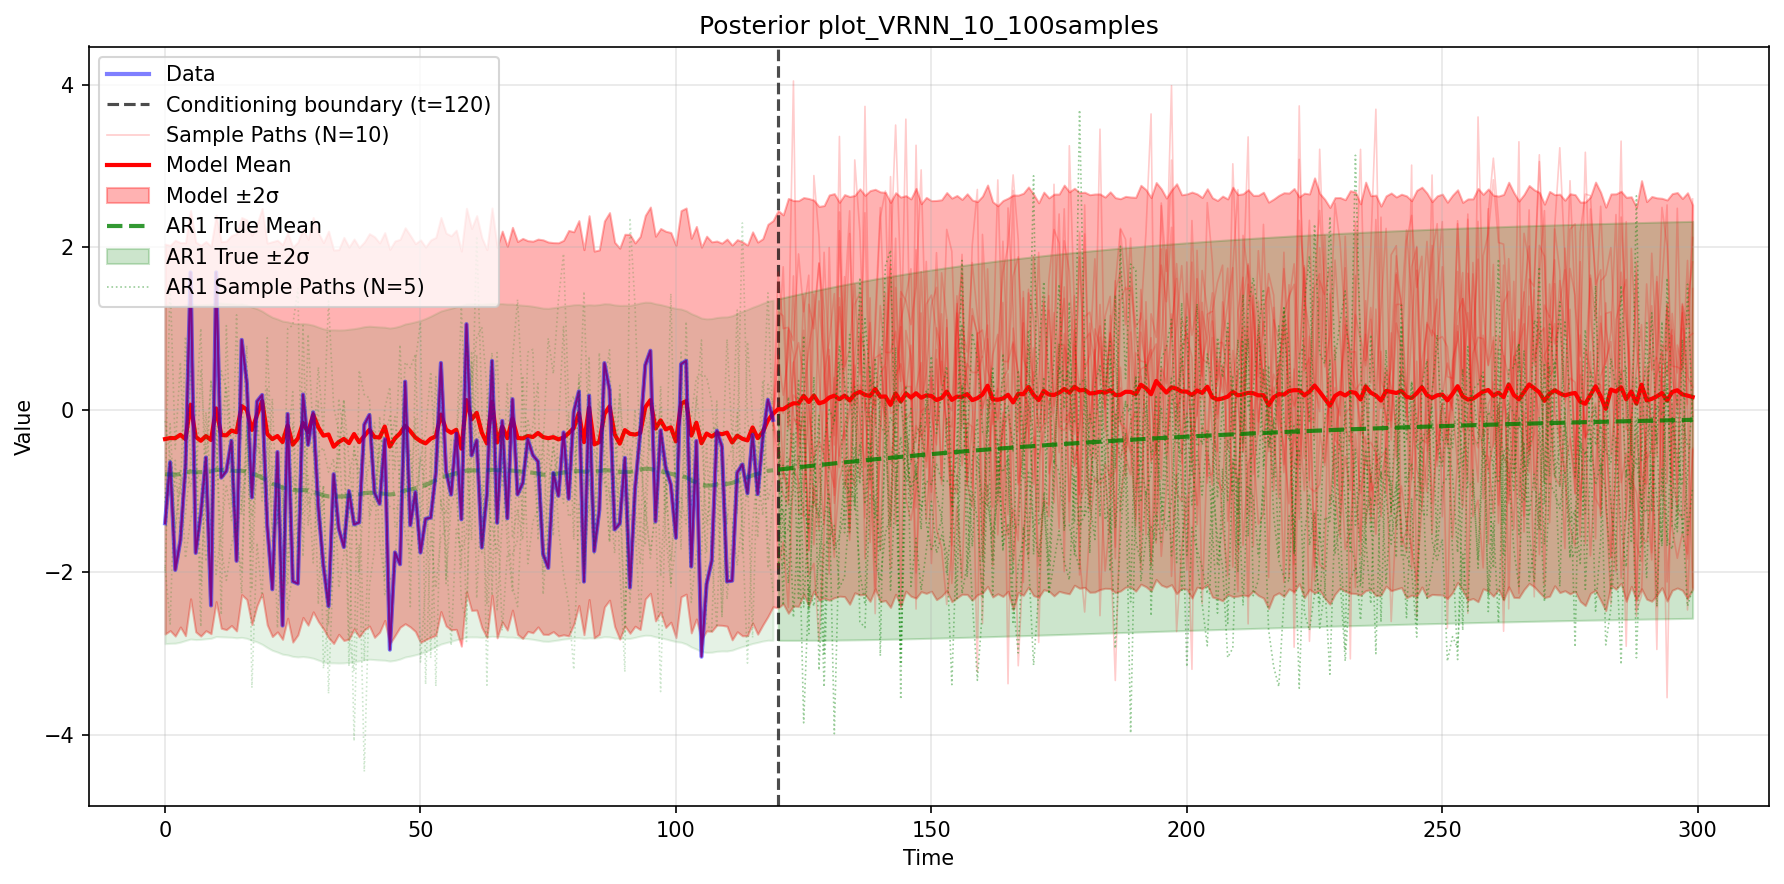 Posterior plot_VRNN_10_100samples
Data
Conditioning boundary (t=120)
Sample Paths (N=10)
Model Mean
Model ±2σ
AR1 True Mean
AR1 True ±2σ
AR1 Sample Paths (N=5)
Value
4
2
0
−2
−4
0 50 100 150 200 250 300
Time